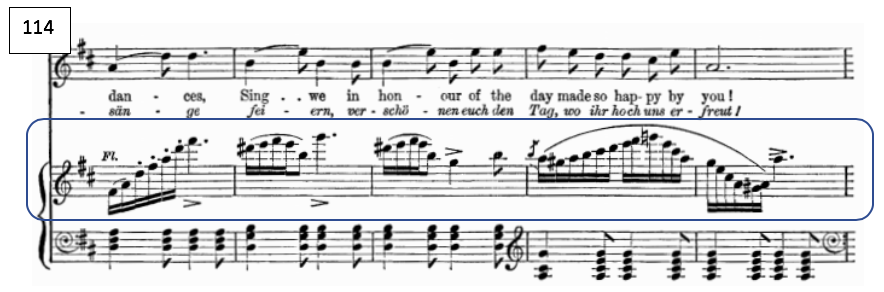 114
dan - ces, Sing . . we in hon - our of the day made so hap - py by you !
- sän - ge fei - ern, ver - schö - nen euch den Tag, wo ihr hoch uns er - freut !
Fl.